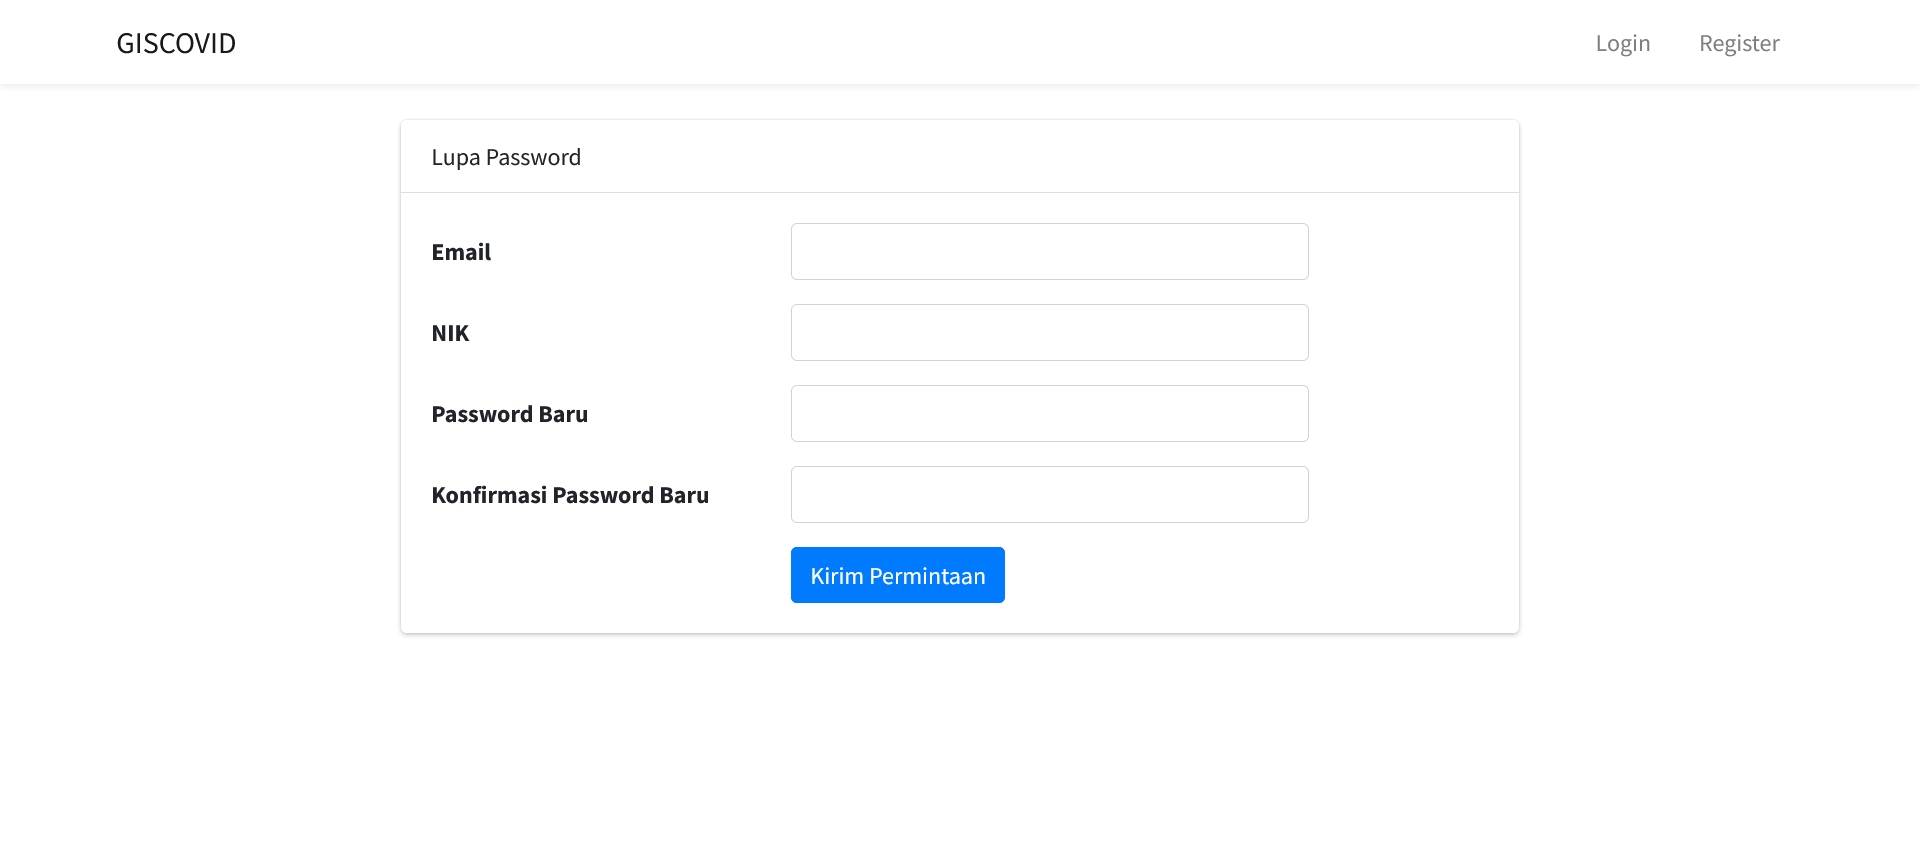 GISCOVID
Login
Register
Lupa Password
Email
NIK
Password Baru
Konfirmasi Password Baru
Kirim Permintaan